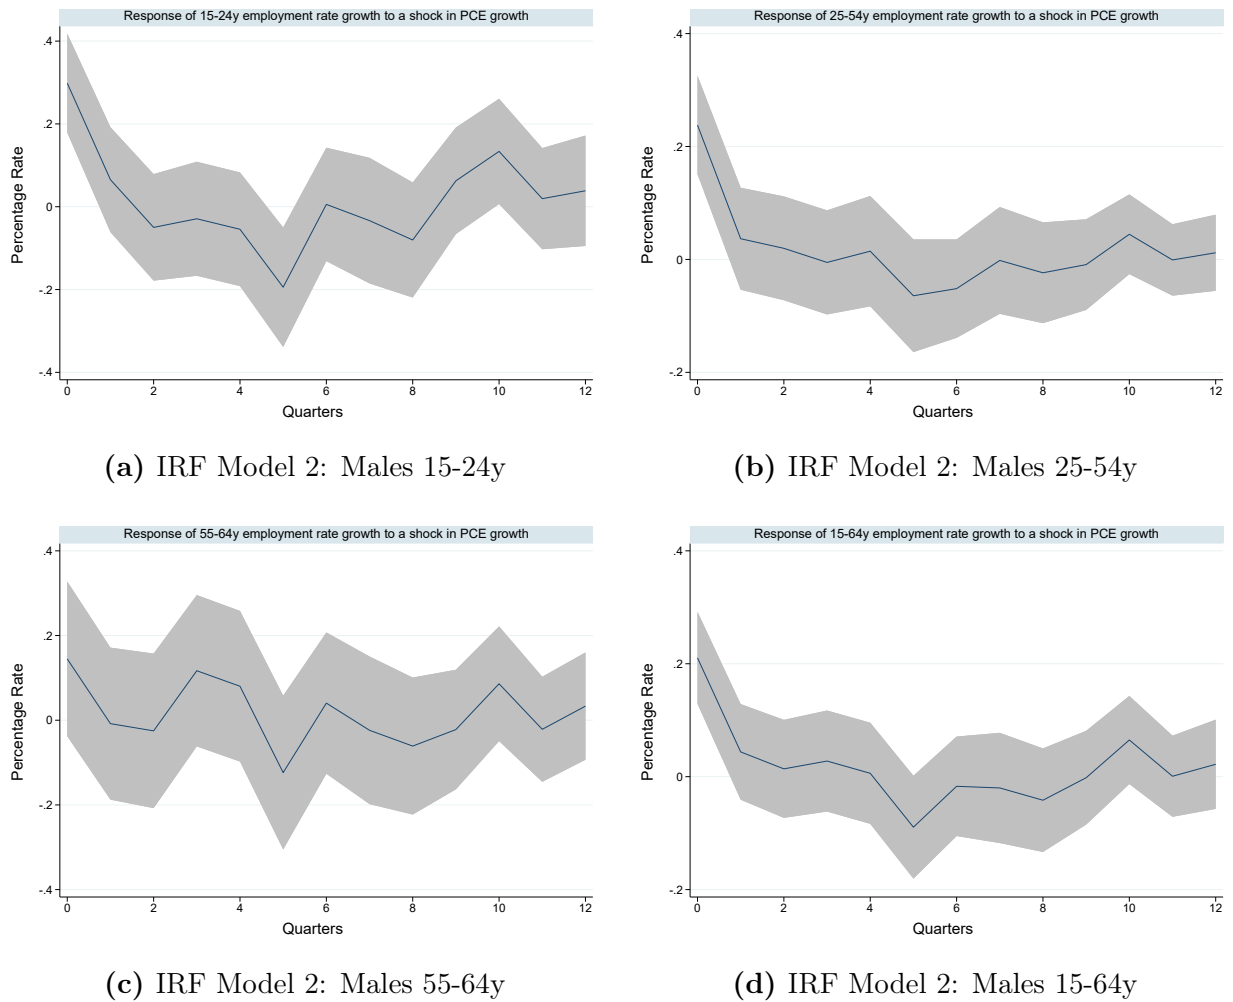 Response of 15-24y employment rate growth to a shock in PCE growth
.4
.2
0
-.2
-.4
Percentage Rate
0 2 4 6 8 10 12
Quarters
(a) IRF Model 2: Males 15-24y
Response of 25-54y employment rate growth to a shock in PCE growth
.4
.2
0
-.2
Percentage Rate
0 2 4 6 8 10 12
Quarters
(b) IRF Model 2: Males 25-54y
Response of 55-64y employment rate growth to a shock in PCE growth
.4
.2
0
-.2
-.4
Percentage Rate
0 2 4 6 8 10 12
Quarters
(c) IRF Model 2: Males 55-64y
Response of 15-64y employment rate growth to a shock in PCE growth
.4
.2
0
-.2
Percentage Rate
0 2 4 6 8 10 12
Quarters
(d) IRF Model 2: Males 15-64y